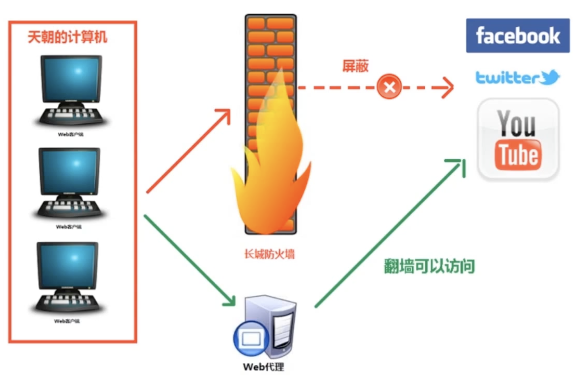 天朝的计算机
Web客户端
Web客户端
Web客户端
长城防火墙
屏蔽
facebook
twitter
You
Tube
翻墙可以访问
Web代理